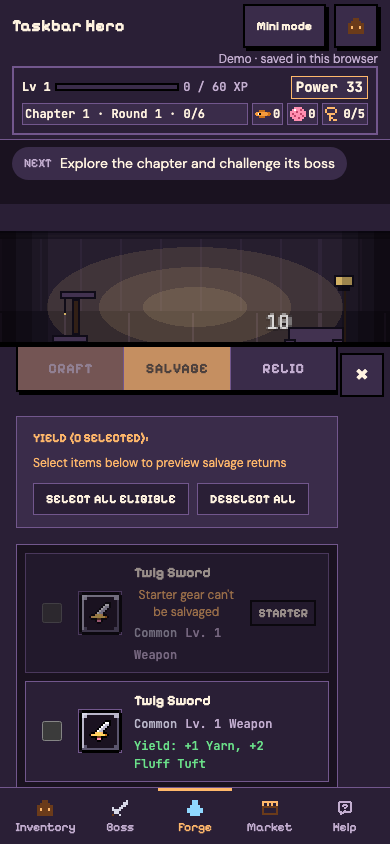 Taskbar Hero
Mini mode
Demo · saved in this browser
Lv 1
0 / 60 XP
Power 33
Chapter 1 · Round 1 · 0/6
0
0
0/5
NEXT Explore the chapter and challenge its boss
10
CRAFT
SALVAGE
RELIC
YIELD (0 SELECTED):
Select items below to preview salvage returns
SELECT ALL ELIGIBLE
DESELECT ALL
Twig Sword
Starter gear can't
be salvaged
STARTER
Common Lv. 1
Weapon
Twig Sword
Common Lv. 1 Weapon
Yield: +1 Yarn, +2
Fluff Tuft
Inventory
Boss
Forge
Market
Help